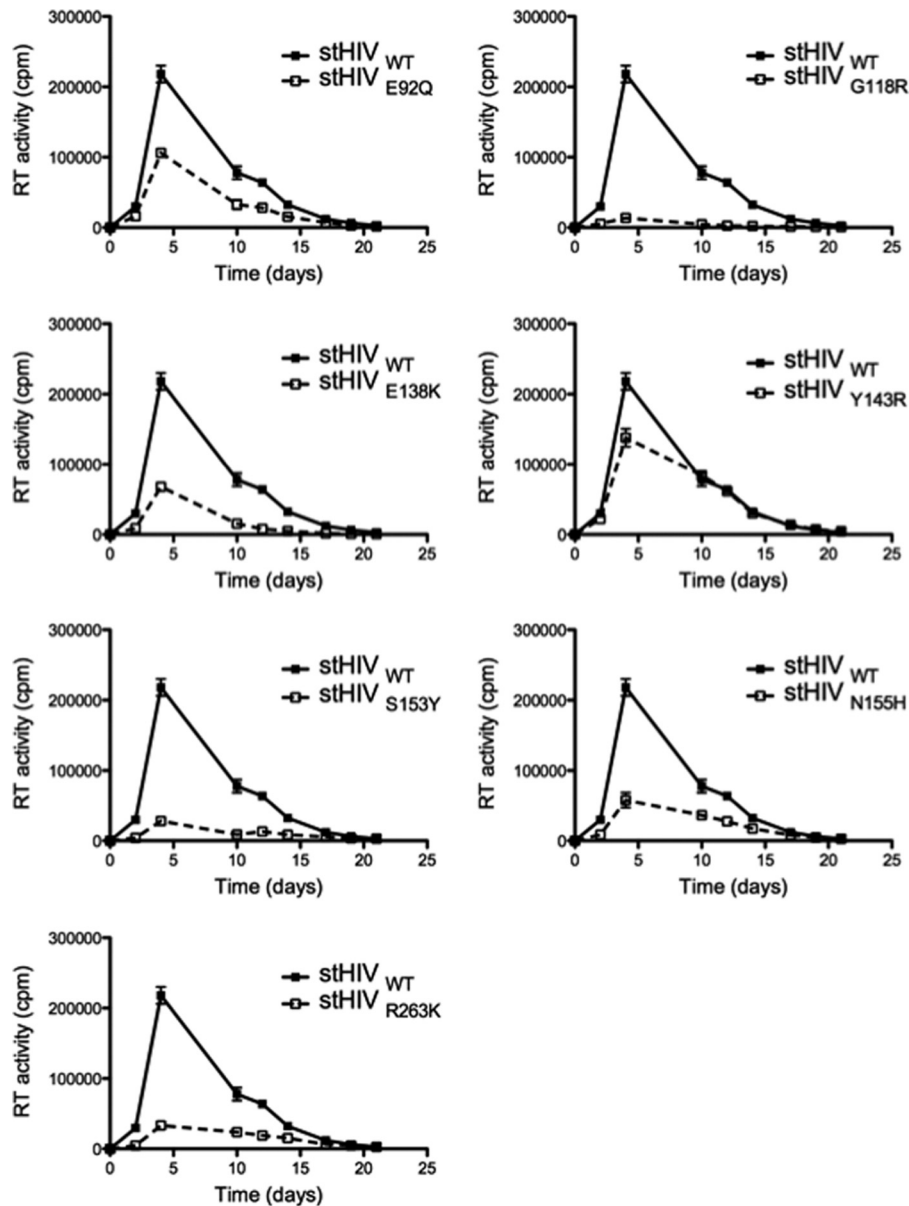 300000
200000
100000
0
RT activity (cpm)
0 5 10 15 20 25
Time (days)
stHIV WT
stHIV E92Q
300000
200000
100000
0
RT activity (cpm)
0 5 10 15 20 25
Time (days)
stHIV WT
stHIV G118R
300000
200000
100000
0
RT activity (cpm)
0 5 10 15 20 25
Time (days)
stHIV WT
stHIV E138K
300000
200000
100000
0
RT activity (cpm)
0 5 10 15 20 25
Time (days)
stHIV WT
stHIV Y143R
300000
200000
100000
0
RT activity (cpm)
0 5 10 15 20 25
Time (days)
stHIV WT
stHIV S153Y
300000
200000
100000
0
RT activity (cpm)
0 5 10 15 20 25
Time (days)
stHIV WT
stHIV N155H
300000
200000
100000
0
RT activity (cpm)
0 5 10 15 20 25
Time (days)
stHIV WT
stHIV R263K